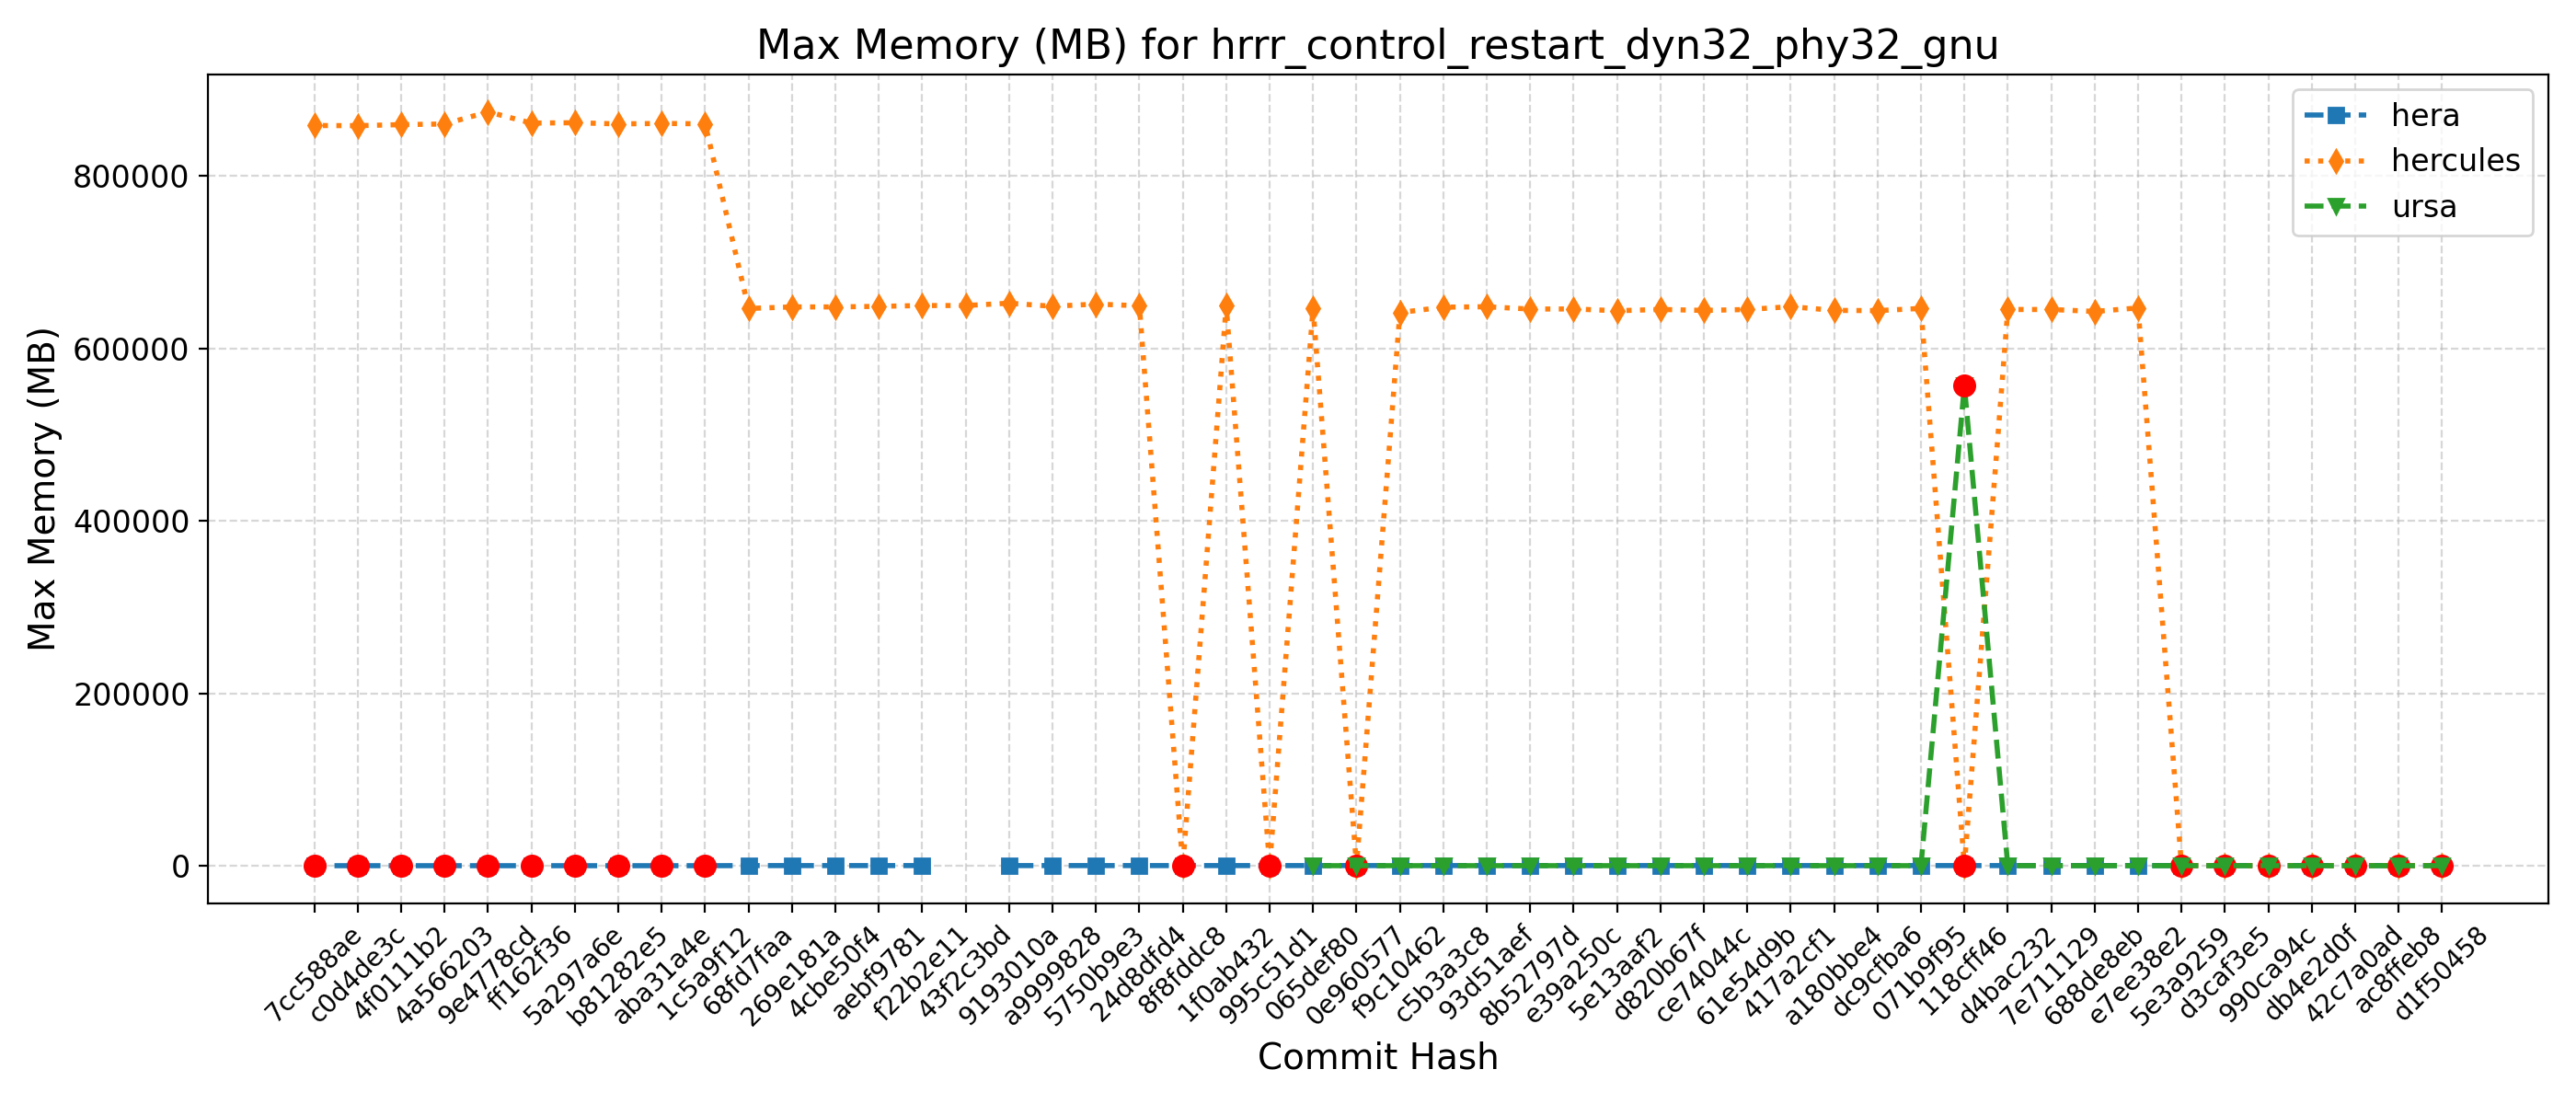 Max Memory (MB) for hrrr_control_restart_dyn32_phy32_gnu
hera
hercules
ursa
Max Memory (MB)
800000
600000
400000
200000
0
7cc588ae
c0d4de3c
4f0111b2
4a566203
9e4778cd
ff162f36
5a297a6e
b81282e5
aba31a4e
1c5a9f12
68fd7faa
269e181a
4cbe50f4
aebf9781
f22b2e11
43f2c3bd
9193010a
a9999828
5750b9e3
24d8dfd4
8f8fddc8
1f0ab432
995c51d1
065def80
0e960577
f9c10462
c5b3a3c8
93d51aef
8b52797d
e39a250c
5e13aaf2
d820b67f
ce74044c
61e54d9b
417a2cf1
a180bbe4
dc9cfba6
071b9f95
118cff46
d4bac232
7e711129
688de8eb
e7ee38e2
5e3a9259
d3caf3e5
990ca94c
db4e2d0f
42c7a0ad
ac8ffeb8
d1f50458
Commit Hash